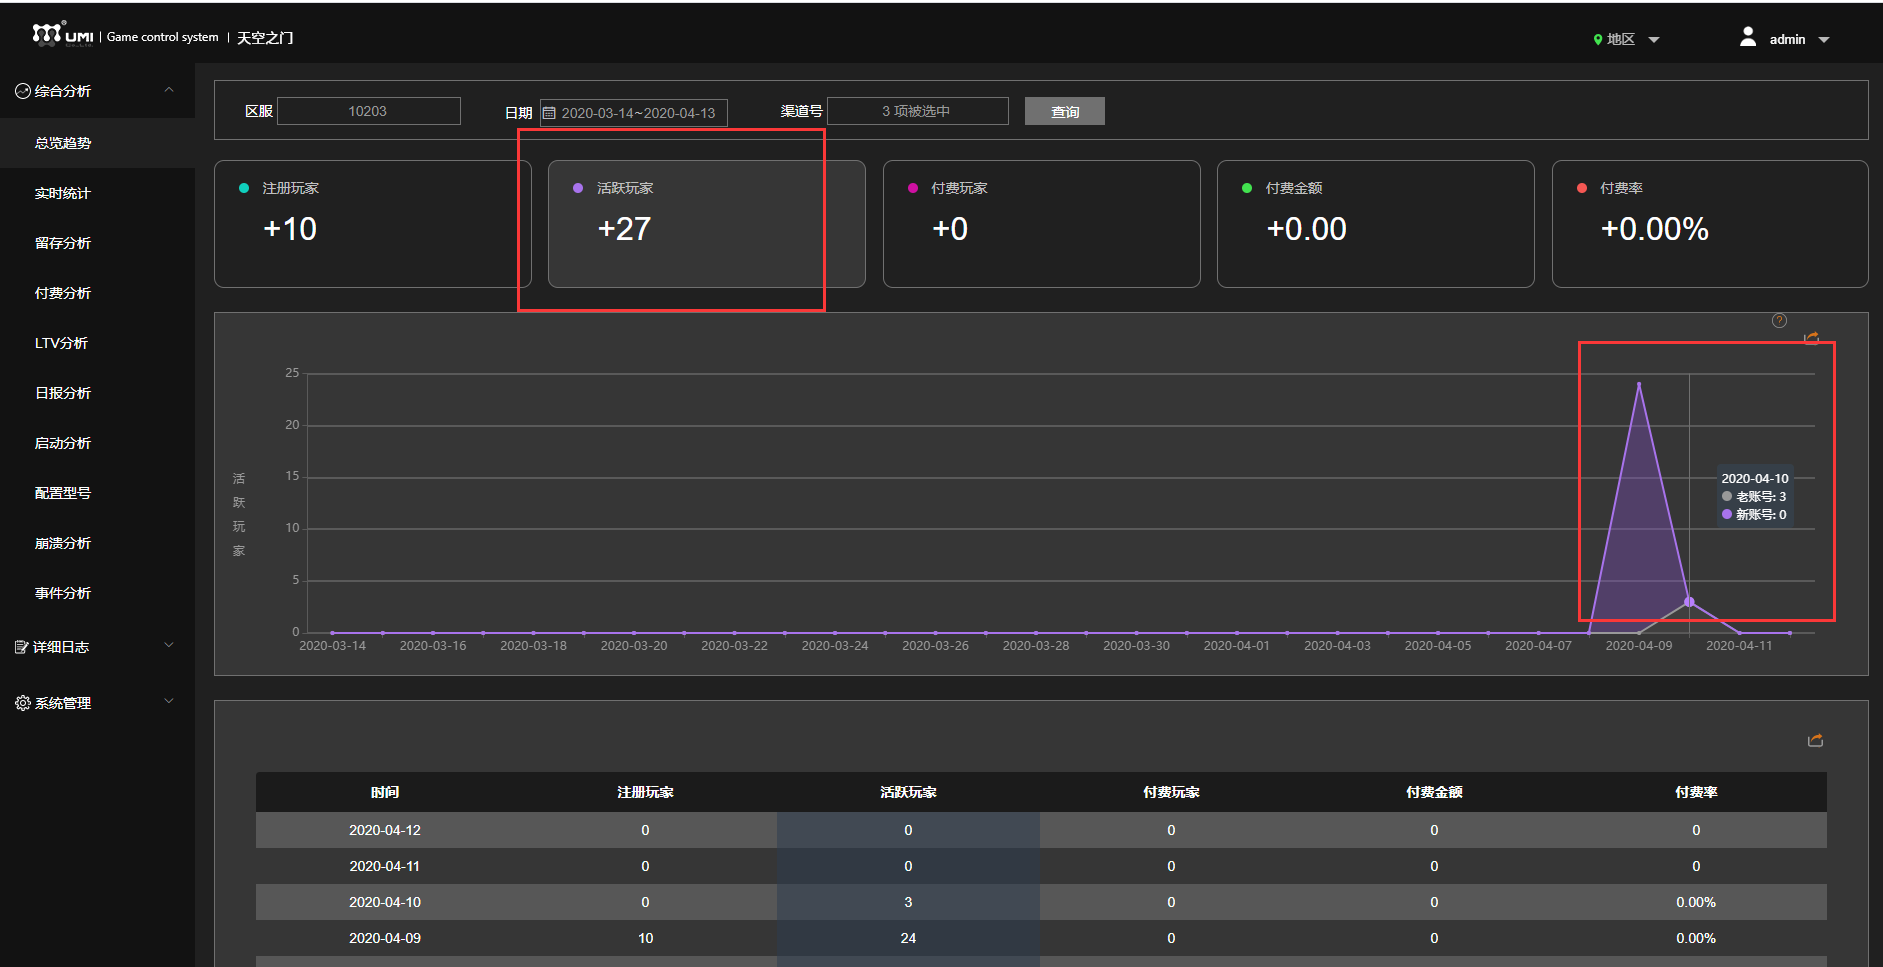 UMI | Game control system | 天空之门
地区
admin
综合分析
总览趋势
实时统计
留存分析
付费分析
LTV分析
日报分析
启动分析
配置型号
崩溃分析
事件分析
详细日志
系统管理
区服 10203 日期 2020-03-14~2020-04-13 渠道号 3 项被选中 查询
注册玩家
+10
活跃玩家
+27
付费玩家
+0
付费金额
+0.00
付费率
+0.00%
?
活跃玩家
25
20
15
10
5
0
2020-04-10
老账号: 3
新账号: 0
2020-03-14 2020-03-16 2020-03-18 2020-03-20 2020-03-22 2020-03-24 2020-03-26 2020-03-28 2020-03-30 2020-04-01 2020-04-03 2020-04-05 2020-04-07 2020-04-09 2020-04-11
时间 注册玩家 活跃玩家 付费玩家 付费金额 付费率
2020-04-12 0 0 0 0 0
2020-04-11 0 0 0 0 0
2020-04-10 0 3 0 0 0.00%
2020-04-09 10 24 0 0 0.00%